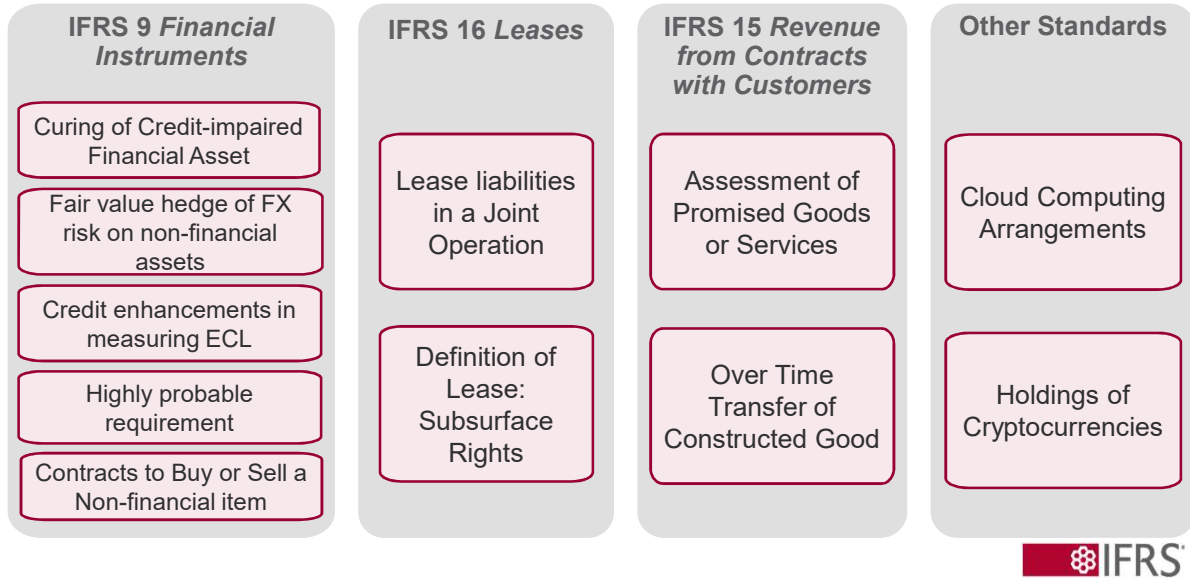 IFRS 9 Financial
Instruments
Curing of Credit-impaired
Financial Asset
Fair value hedge of FX
risk on non-financial
assets
Credit enhancements in
measuring ECL
Highly probable
requirement
Contracts to Buy or Sell a
Non-financial item
IFRS 16 Leases
Lease liabilities
in a Joint
Operation
Definition of
Lease:
Subsurface
Rights
IFRS 15 Revenue
from Contracts
with Customers
Assessment of
Promised Goods
or Services
Over Time
Transfer of
Constructed Good
Other Standards
Cloud Computing
Arrangements
Holdings of
Cryptocurrencies
IFRS